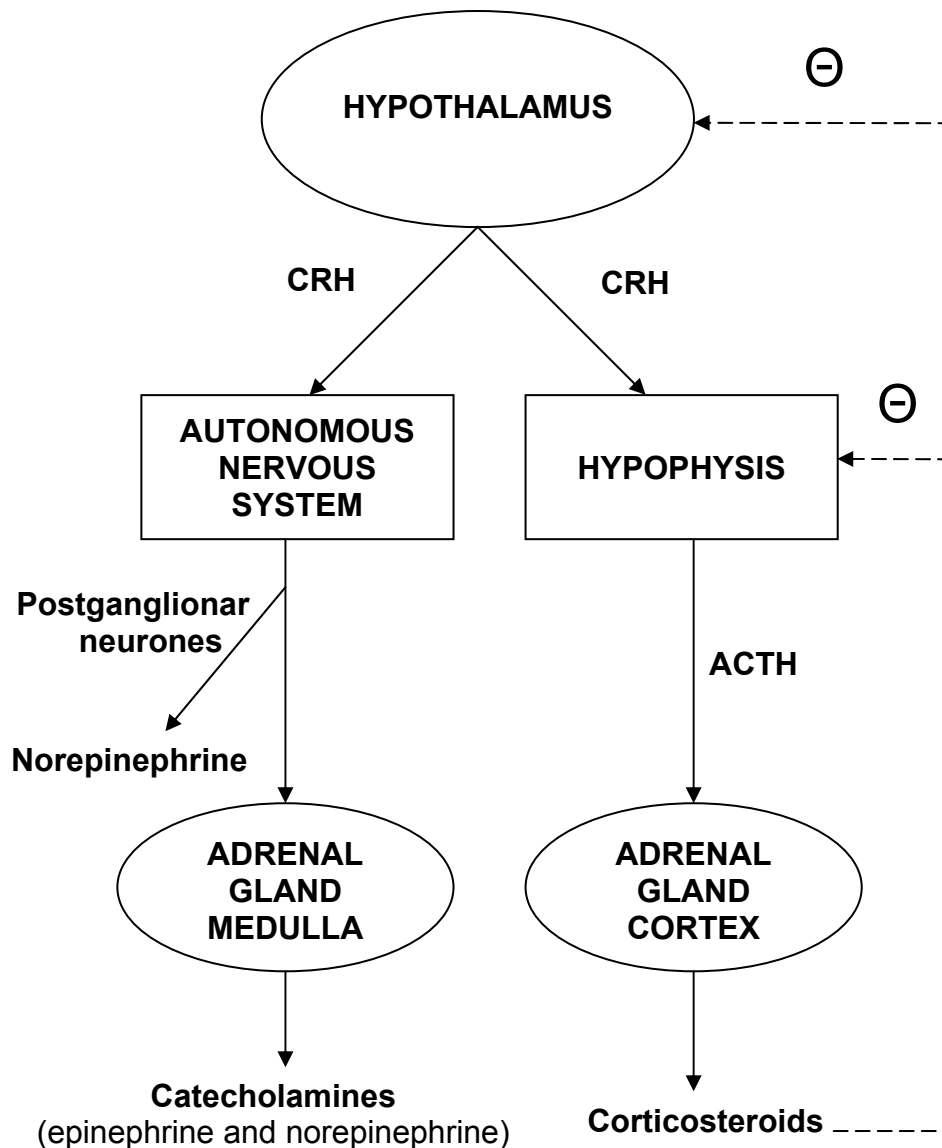 Θ
HYPOTHALAMUS
CRH
CRH
Θ
AUTONOMOUS
NERVOUS
SYSTEM
HYPOPHYSIS
Postganglionar
neurones
ACTH
Norepinephrine
ADRENAL
GLAND
MEDULLA
ADRENAL
GLAND
CORTEX
Catecholamines
(epinephrine and norepinephrine)
Corticosteroids